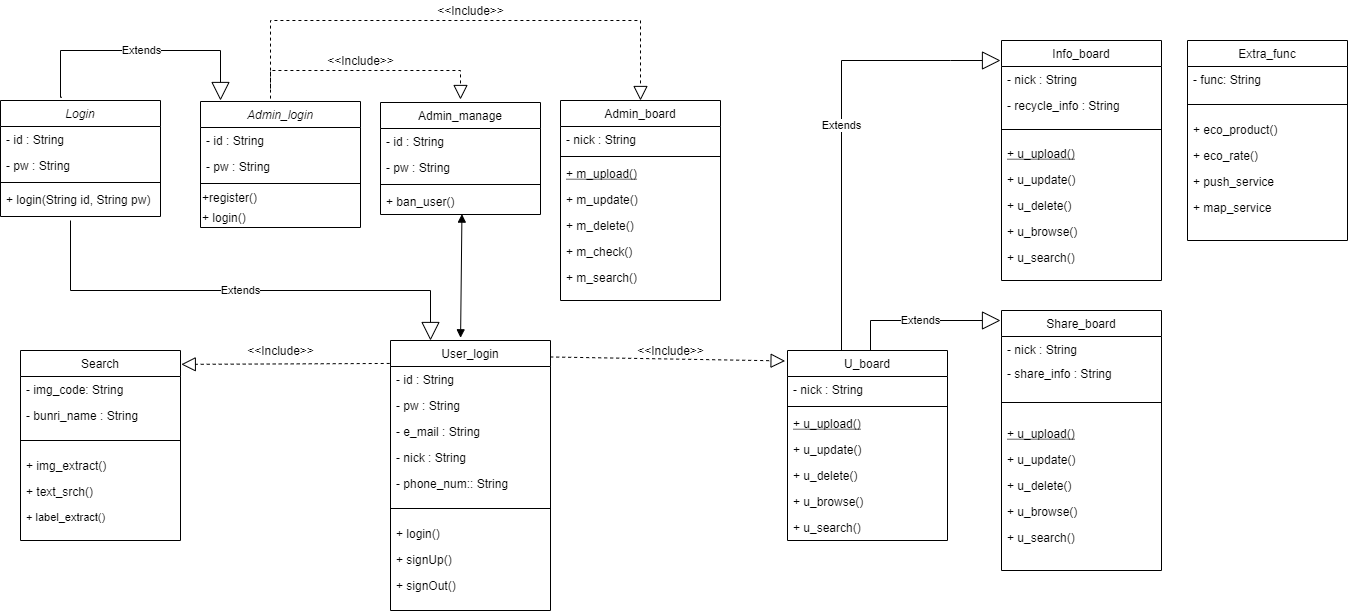 <<Include>>
Extends
<<Include>>
Login
- id : String
- pw : String
+ login(String id, String pw)
Admin_login
- id : String
- pw : String
+register()
+ login()
Admin_manage
- id : String
- pw : String
+ ban_user()
Admin_board
- nick : String
+ m_upload()
+ m_update()
+ m_delete()
+ m_check()
+ m_search()
Extends
Info_board
- nick : String
- recycle_info : String
+ u_upload()
+ u_update()
+ u_delete()
+ u_browse()
+ u_search()
Extra_func
- func: String
+ eco_product()
+ eco_rate()
+ push_service
+ map_service
Extends
<<Include>>
<<Include>>
Extends
Search
- img_code: String
- bunri_name : String
+ img_extract()
+ text_srch()
+ label_extract()
User_login
- id : String
- pw : String
- e_mail : String
- nick : String
- phone_num:: String
+ login()
+ signUp()
+ signOut()
U_board
- nick : String
+ u_upload()
+ u_update()
+ u_delete()
+ u_browse()
+ u_search()
Share_board
- nick : String
- share_info : String
+ u_upload()
+ u_update()
+ u_delete()
+ u_browse()
+ u_search()